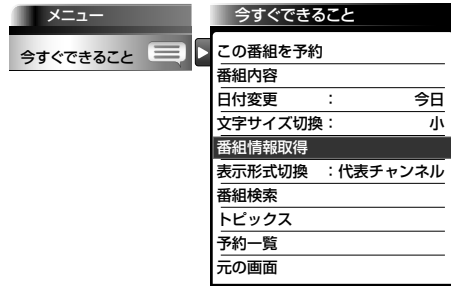 メニュー
今すぐできること
今すぐできること
この番組を予約
番組内容
日付変更 : 今日
文字サイズ切換 : 小
番組情報取得
表示形式切換 : 代表チャンネル
番組検索
トピックス
予約一覧
元の画面